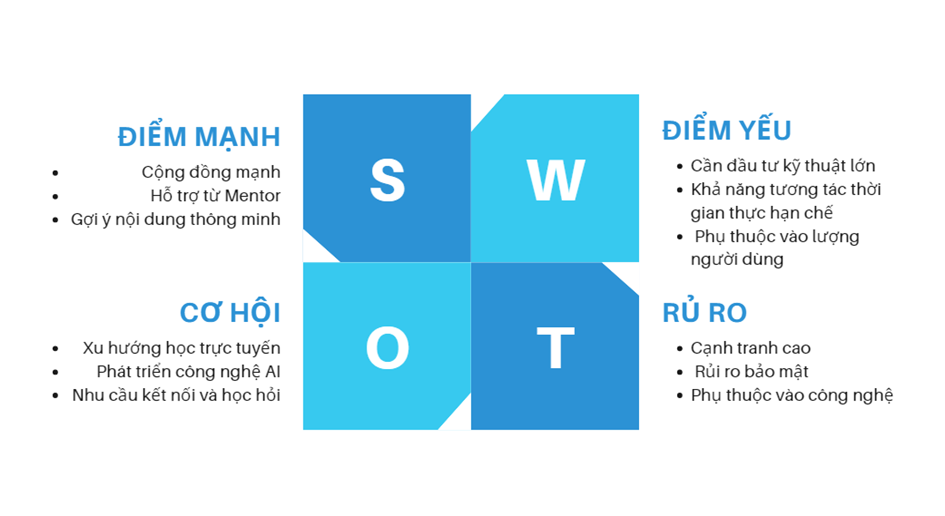 ĐIỂM MẠNH
Cộng đồng mạnh
Hỗ trợ từ Mentor
Gợi ý nội dung thông minh
S
W
ĐIỂM YẾU
Cần đầu tư kỹ thuật lớn
Khả năng tương tác thời
gian thực hạn chế
Phụ thuộc vào lượng
người dùng
CƠ HỘI
Xu hướng học trực tuyến
Phát triển công nghệ AI
Nhu cầu kết nối và học hỏi
O
T
RỦ RO
Cạnh tranh cao
Rủi ro bảo mật
Phụ thuộc vào công nghệ